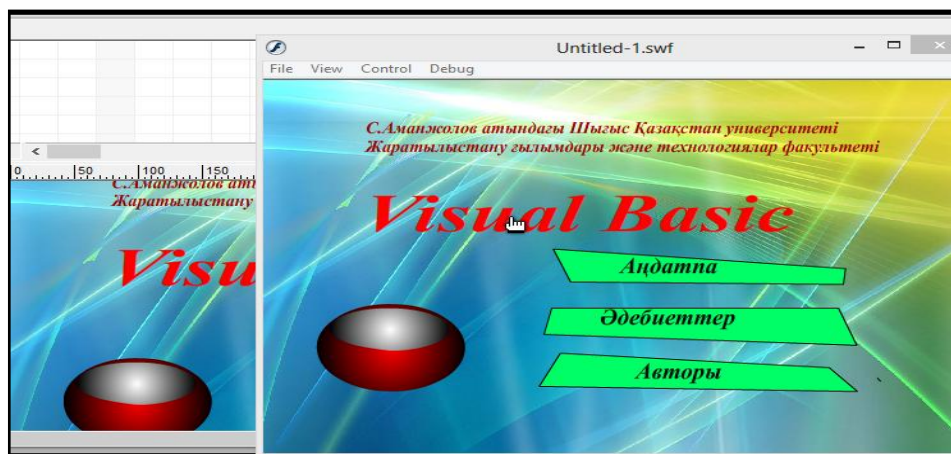 Untitled-1.swf
File View Control Debug
С.Аманжолов атындағы Шығыс Қазақстан университеті
Жаратылыстану ғылымдары және технологиялар факультеті
Visual Basic
Аңдатпа
Әдебиеттер
Авторы
0 50 100 150
С.Аманжолов
Жаратылыстану
Visu